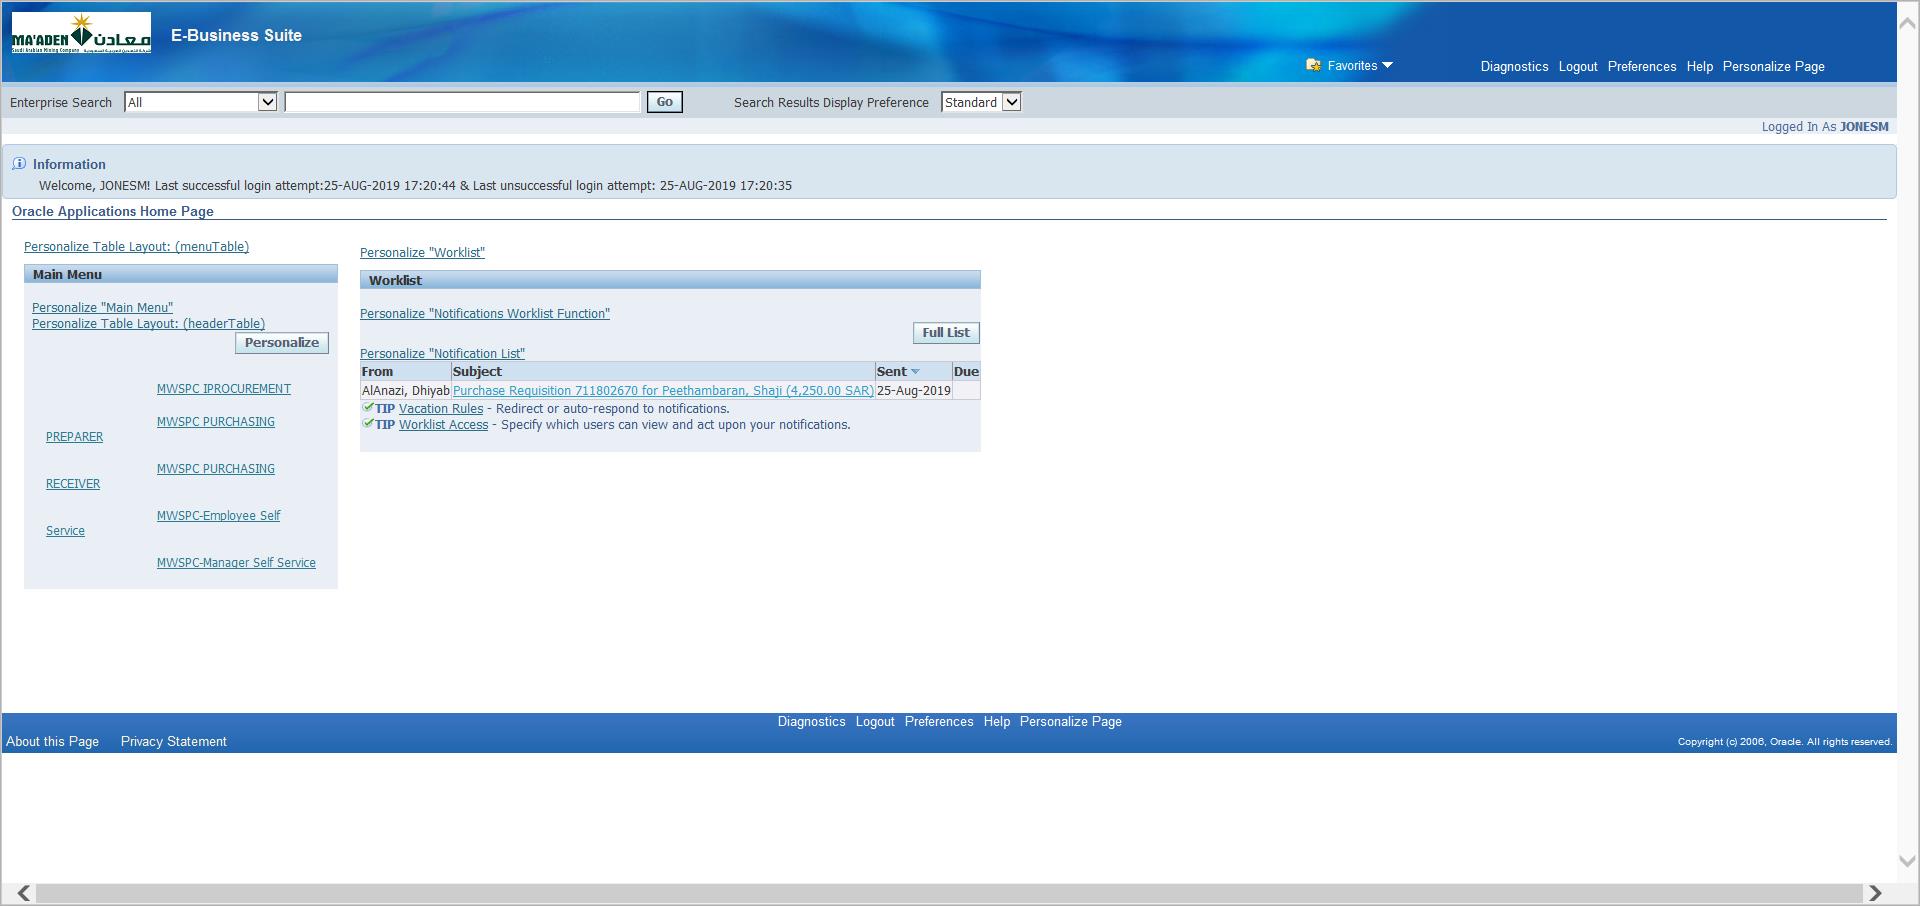 MA'ADEN معادن
Saudi Arabian Mining Company
E-Business Suite
Favorites
Diagnostics Logout Preferences Help Personalize Page
Enterprise Search All Go Search Results Display Preference Standard
Logged In As JONESM
Information
Welcome, JONESM! Last successful login attempt:25-AUG-2019 17:20:44 & Last unsuccessful login attempt: 25-AUG-2019 17:20:35
Oracle Applications Home Page
Personalize Table Layout: (menuTable)
Main Menu
Personalize "Main Menu"
Personalize Table Layout: (headerTable)
Personalize
MWSPC IPROCUREMENT
MWSPC PURCHASING
PREPARER
MWSPC PURCHASING
RECEIVER
MWSPC-Employee Self
Service
MWSPC-Manager Self Service
Personalize "Worklist"
Worklist
Personalize "Notifications Worklist Function"
Full List
Personalize "Notification List"
From Subject Sent Due
AlAnazi, Dhiyab Purchase Requisition 711802670 for Peethambaran, Shaji (4,250.00 SAR) 25-Aug-2019
TIP Vacation Rules - Redirect or auto-respond to notifications.
TIP Worklist Access - Specify which users can view and act upon your notifications.
Diagnostics Logout Preferences Help Personalize Page
About this Page Privacy Statement
Copyright (c) 2006, Oracle. All rights reserved.